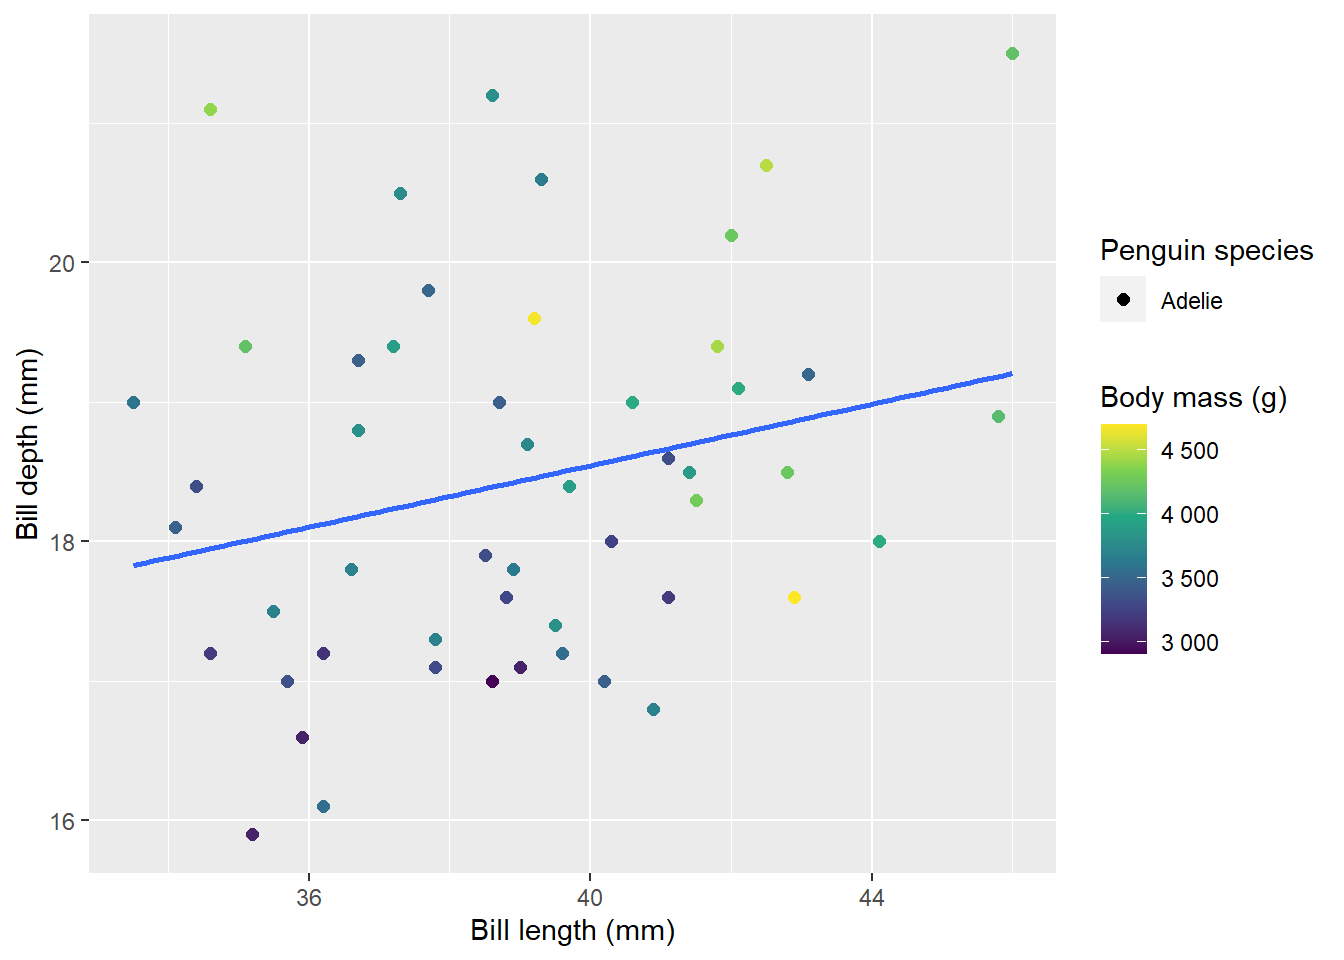 20
18
16
36
40
44
Bill length (mm)
Bill depth (mm)
Penguin species
Adelie
Body mass (g)
4 500
4 000
3 500
3 000